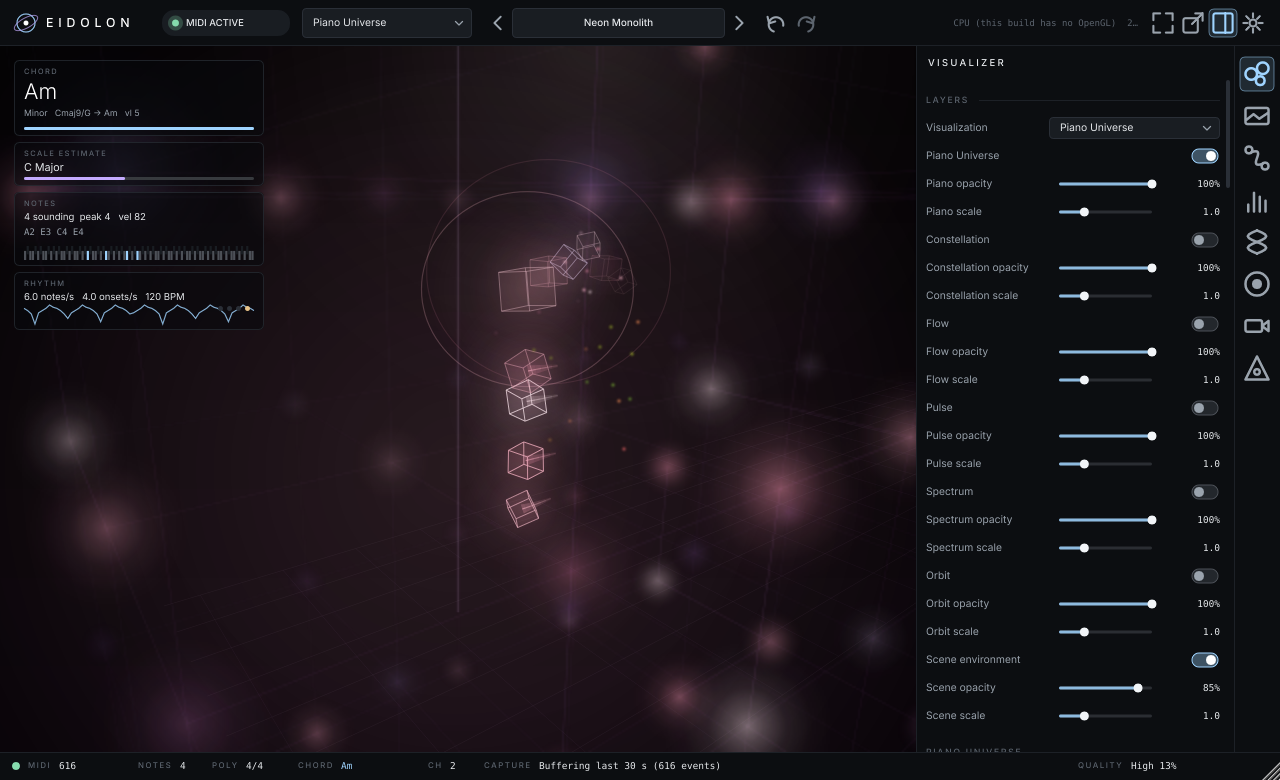 EIDOLON
MIDI ACTIVE
Piano Universe
Neon Monolith
CPU (this build has no OpenGL) 2…
CHORD
Am
Minor Cmaj9/G → Am vl 5
SCALE ESTIMATE
C Major
NOTES
4 sounding peak 4 vel 82
A2 E3 C4 E4
RHYTHM
6.0 notes/s 4.0 onsets/s 120 BPM
VISUALIZER
LAYERS
Visualization Piano Universe
Piano Universe
Piano opacity 100%
Piano scale 1.0
Constellation
Constellation opacity 100%
Constellation scale 1.0
Flow
Flow opacity 100%
Flow scale 1.0
Pulse
Pulse opacity 100%
Pulse scale 1.0
Spectrum
Spectrum opacity 100%
Spectrum scale 1.0
Orbit
Orbit opacity 100%
Orbit scale 1.0
Scene environment
Scene opacity 85%
Scene scale 1.0
PIANO UNIVERSE
MIDI 616 NOTES 4 POLY 4/4 CHORD Am CH 2 CAPTURE Buffering last 30 s (616 events) QUALITY High 13%